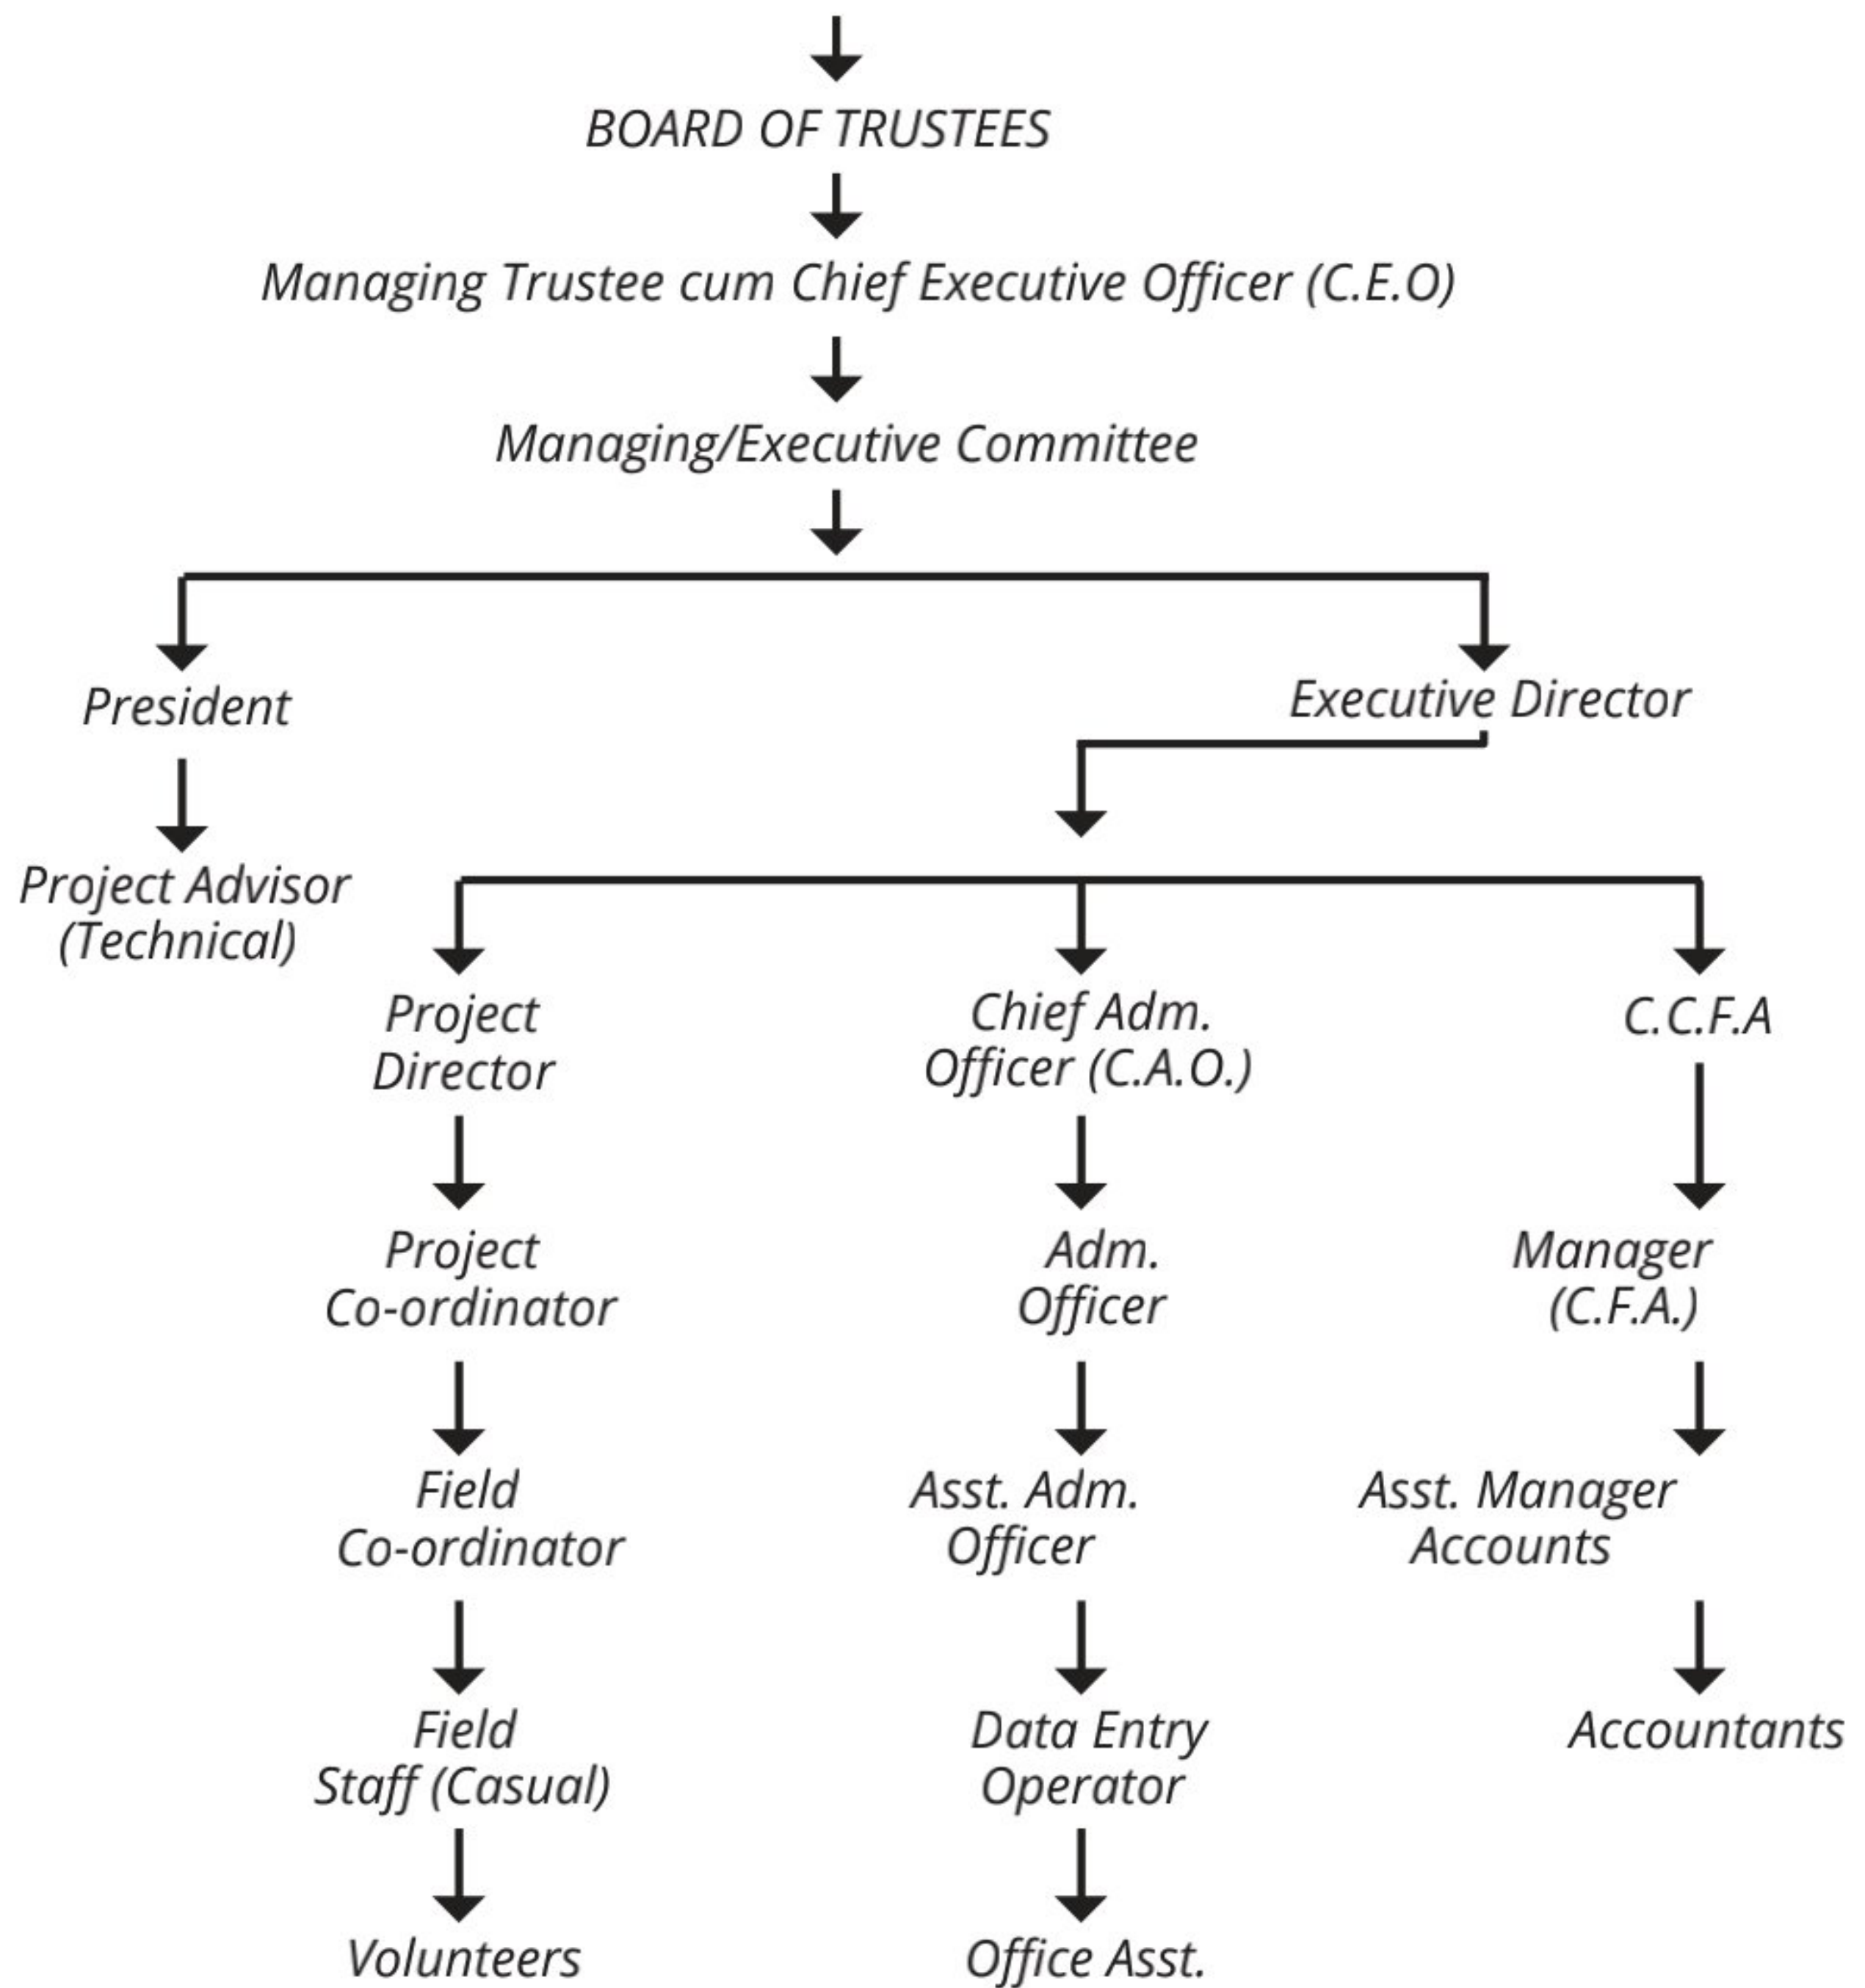 BOARD OF TRUSTEES
Managing Trustee cum Chief Executive Officer (C.E.O)
Managing/Executive Committee
President
Executive Director
Project Advisor
(Technical)
Project
Director
Chief Adm.
Officer (C.A.O.)
C.C.F.A
Project
Co-ordinator
Adm.
Officer
Manager
(C.F.A.)
Field
Co-ordinator
Asst. Adm.
Officer
Asst. Manager
Accounts
Field
Staff (Casual)
Data Entry
Operator
Accountants
Volunteers
Office Asst.